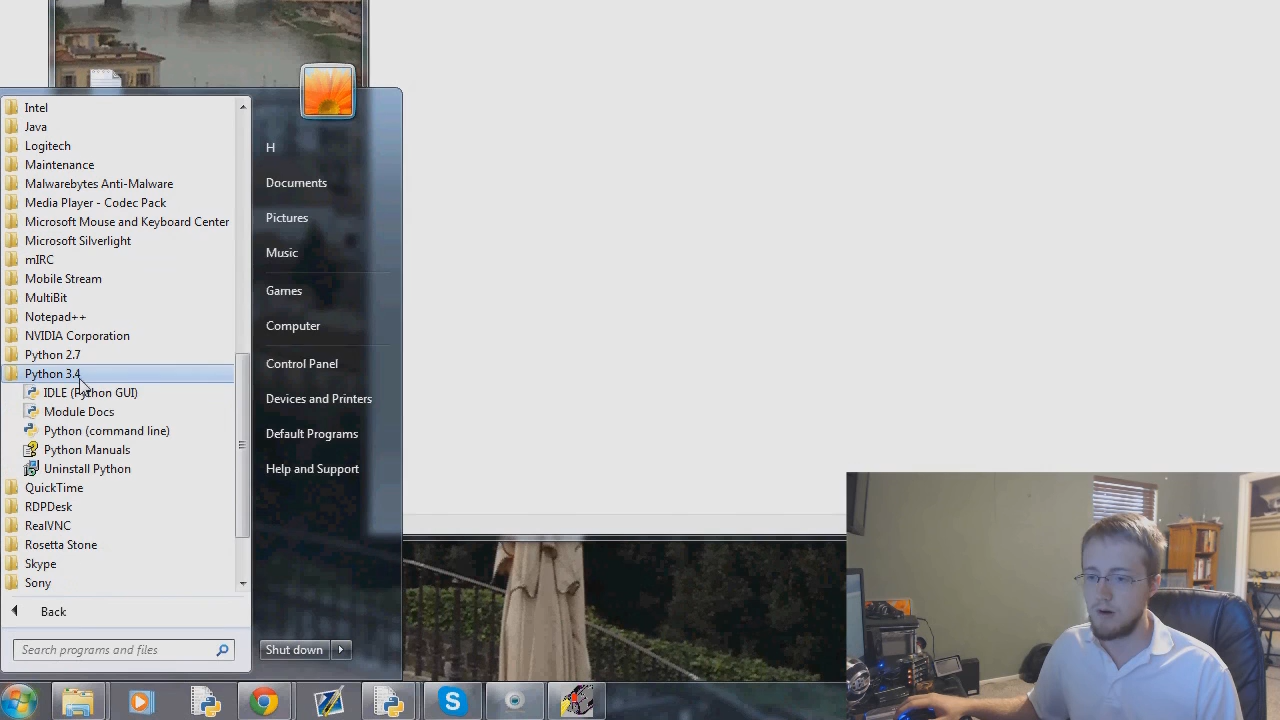 Intel
Java
Logitech
Maintenance
Malwarebytes Anti-Malware
Media Player - Codec Pack
Microsoft Mouse and Keyboard Center
Microsoft Silverlight
mIRC
Mobile Stream
MultiBit
Notepad++
NVIDIA Corporation
Python 2.7
Python 3.4
IDLE (Python GUI)
Module Docs
Python (command line)
Python Manuals
Uninstall Python
QuickTime
RDPDesk
RealVNC
Rosetta Stone
Skype
Sony
Back
Search programs and files
H
Documents
Pictures
Music
Games
Computer
Control Panel
Devices and Printers
Default Programs
Help and Support
Shut down